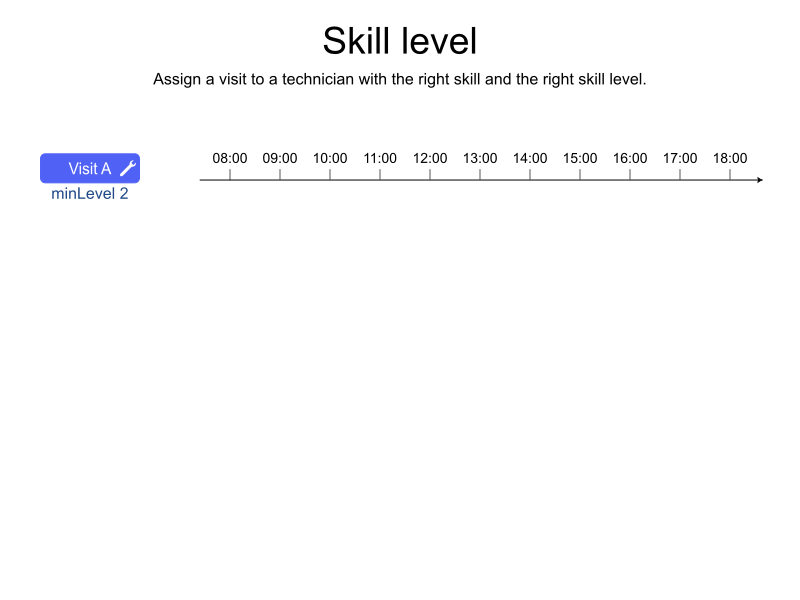 Skill level
Assign a visit to a technician with the right skill and the right skill level.
08:00 09:00 10:00 11:00 12:00 13:00 14:00 15:00 16:00 17:00 18:00
Visit A
minLevel 2